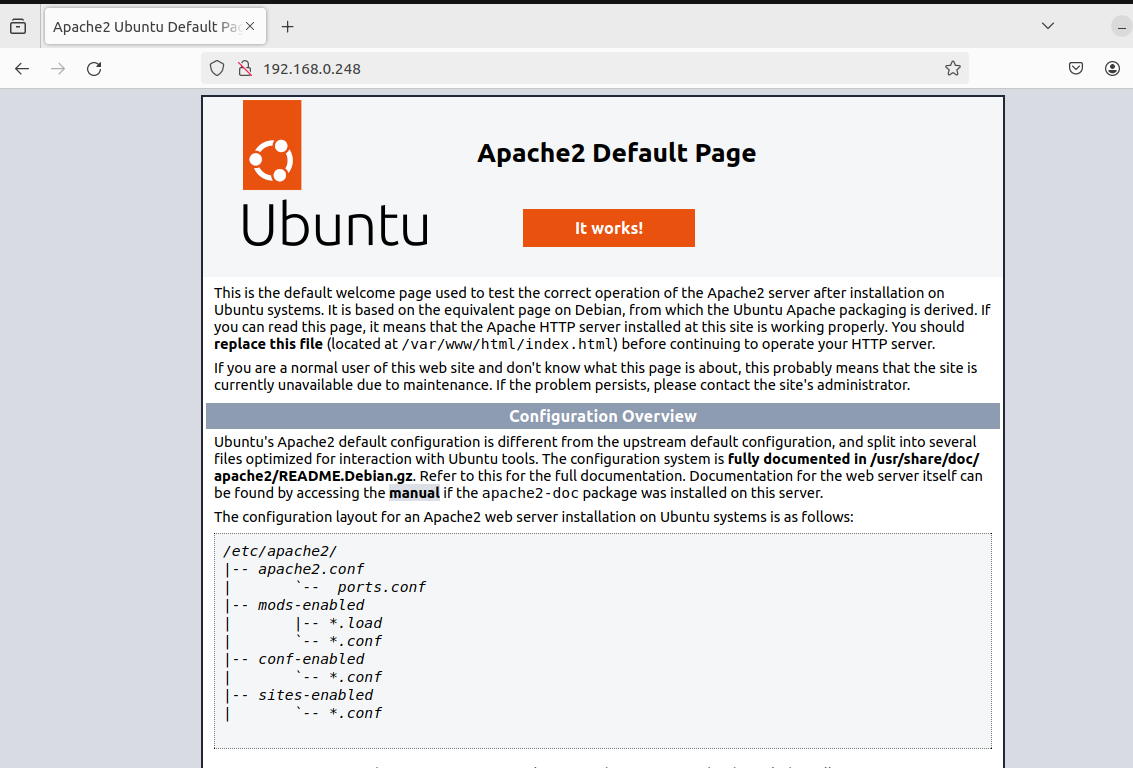 Apache2 Ubuntu Default Pag
192.168.0.248
Apache2 Default Page
Ubuntu
It works!
This is the default welcome page used to test the correct operation of the Apache2 server after installation on
Ubuntu systems. It is based on the equivalent page on Debian, from which the Ubuntu Apache packaging is derived. If
you can read this page, it means that the Apache HTTP server installed at this site is working properly. You should
replace this file (located at /var/www/html/index.html) before continuing to operate your HTTP server.
If you are a normal user of this web site and don't know what this page is about, this probably means that the site is
currently unavailable due to maintenance. If the problem persists, please contact the site's administrator.
Configuration Overview
Ubuntu's Apache2 default configuration is different from the upstream default configuration, and split into several
files optimized for interaction with Ubuntu tools. The configuration system is fully documented in /usr/share/doc/
apache2/README.Debian.gz. Refer to this for the full documentation. Documentation for the web server itself can
be found by accessing the manual if the apache2-doc package was installed on this server.
The configuration layout for an Apache2 web server installation on Ubuntu systems is as follows:
/etc/apache2/
|-- apache2.conf
|       `--  ports.conf
|-- mods-enabled
|       |-- *.load
|       `-- *.conf
|-- conf-enabled
|       `-- *.conf
|-- sites-enabled
|       `-- *.conf